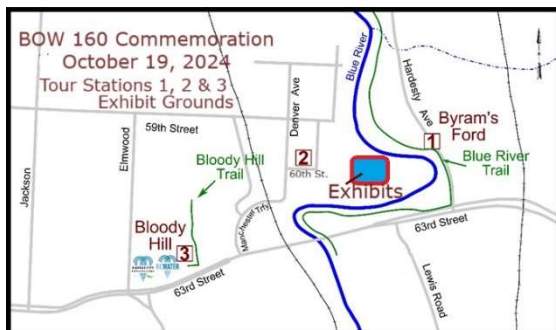 BOW 160 Commemoration
October 19, 2024
Tour Stations 1, 2 & 3
Exhibit Grounds
Blue River
Hardesty Ave
Denver Ave
59th Street
Elmwood
Jackson
Bloody Hill
Trail
2
60th St.
1
Byram's
Ford
Blue River
Trail
Exhibits
Manchester Trfy
Bloody
Hill
3
63rd Street
63rd Street
Lewis Road